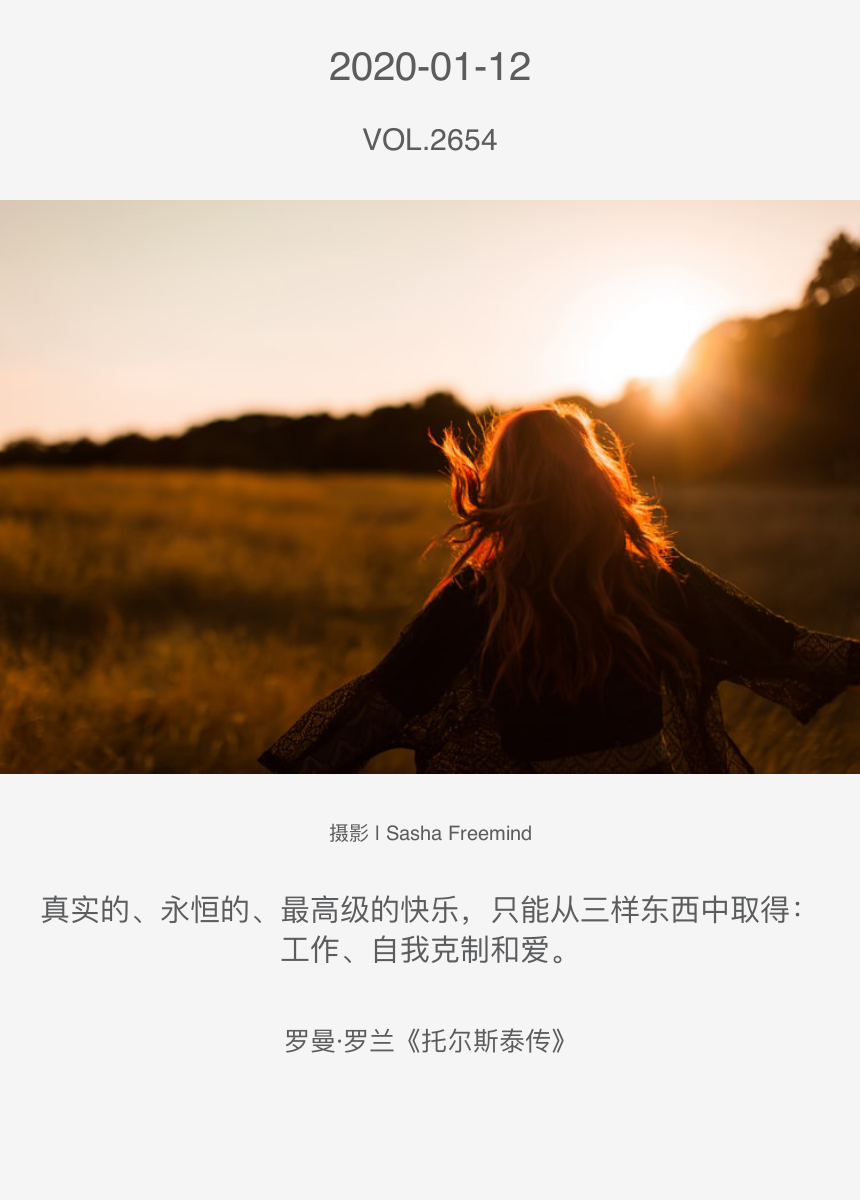 2020-01-12
VOL.2654
摄影 l Sasha Freemind
真实的、永恒的、最高级的快乐，只能从三样东西中取得：
工作、自我克制和爱。
罗曼·罗兰《托尔斯泰传》